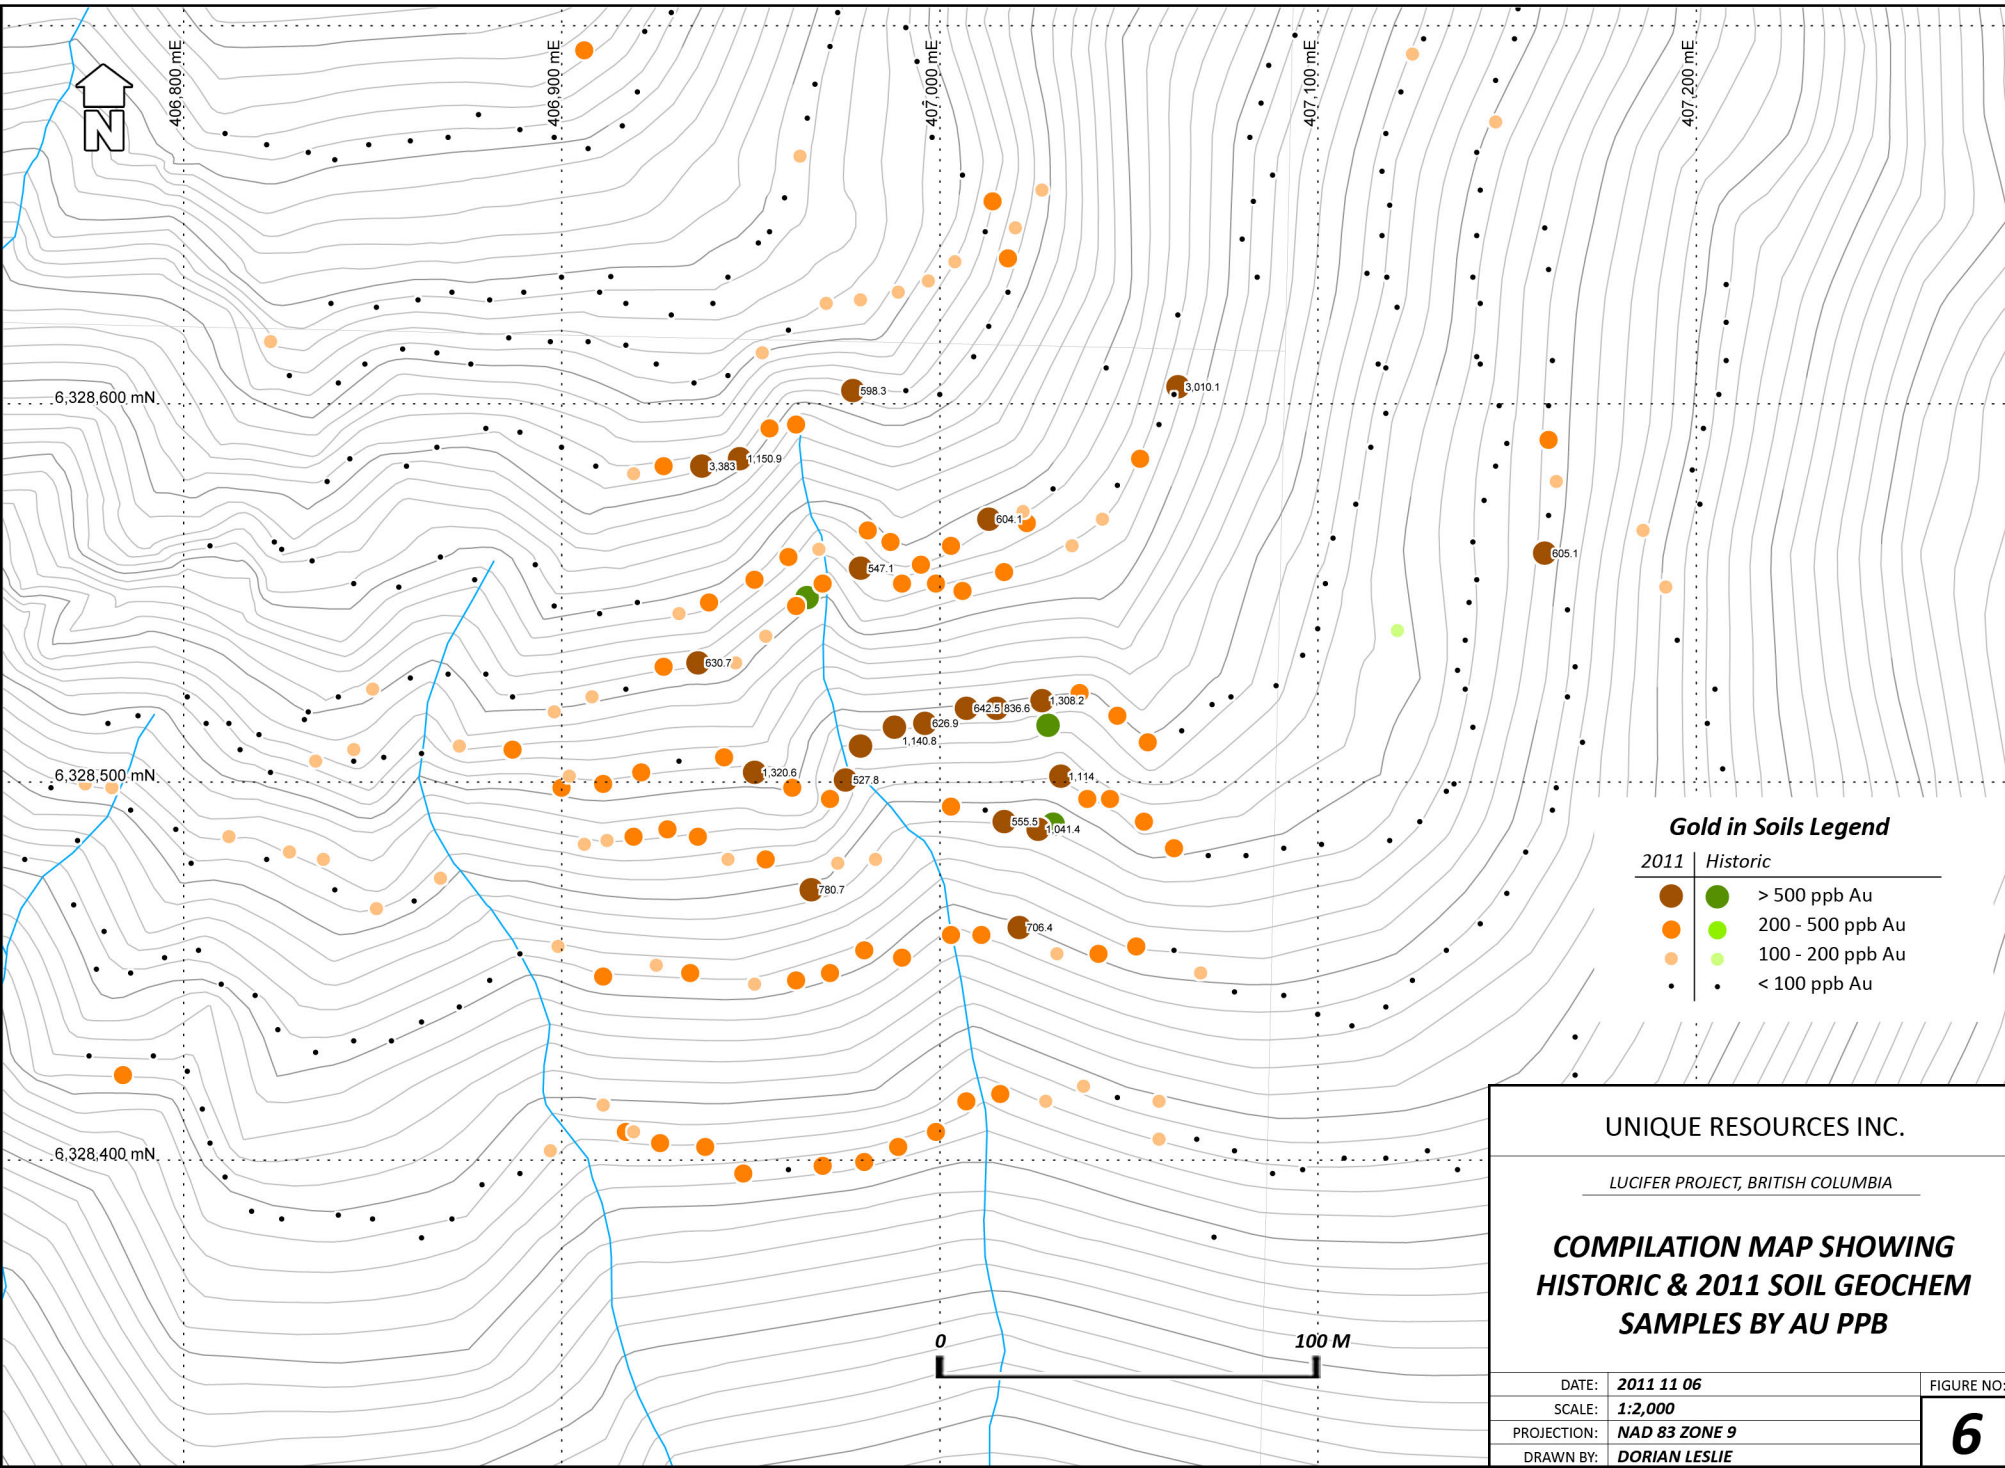 406,800 mE
406,900 mE
407,000 mE
407,100 mE
407,200 mE
N
598.3
3,010.1
6,328,600 mN
3,383
1,150.9
604.1
547.1
605.1
630.7
642.5
836.6
1,308.2
626.9
1,140.8
6,328,500 mN
1,320.6
527.8
1,114
555.5
1,041.4
780.7
706.4
6,328,400 mN
Gold in Soils Legend
2011 Historic
> 500 ppb Au
200 - 500 ppb Au
100 - 200 ppb Au
< 100 ppb Au
0 100 M
UNIQUE RESOURCES INC.
LUCIFER PROJECT, BRITISH COLUMBIA
COMPILATION MAP SHOWING
HISTORIC & 2011 SOIL GEOCHEM
SAMPLES BY AU PPB
DATE: 2011 11 06
FIGURE NO:
SCALE: 1:2,000
PROJECTION: NAD 83 ZONE 9
6
DRAWN BY: DORIAN LESLIE